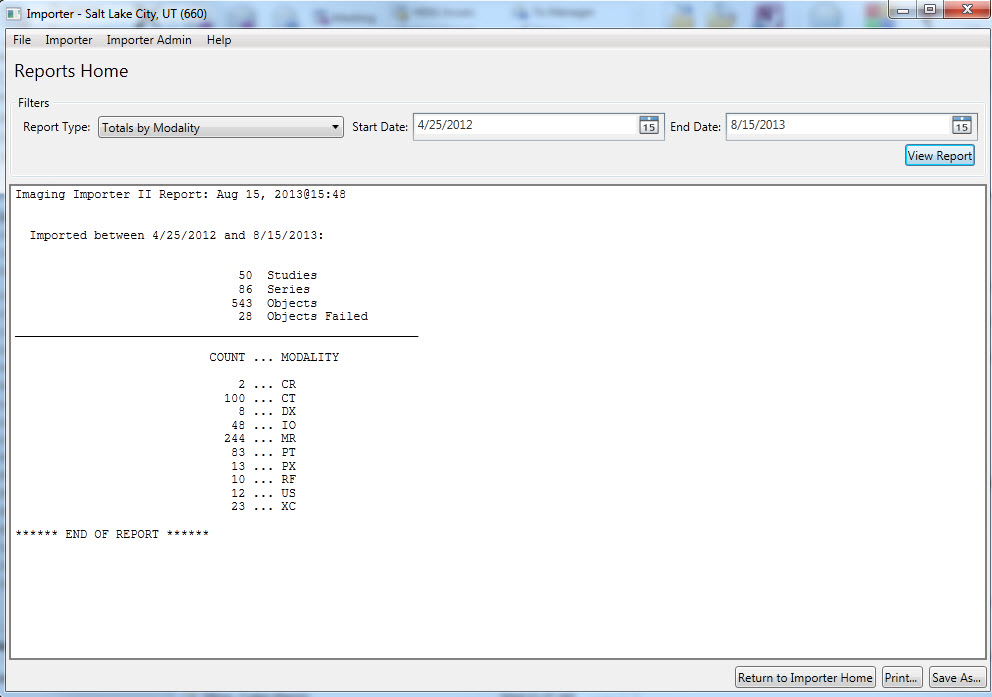 Importer - Salt Lake City, UT (660)
File Importer Importer Admin Help
Reports Home
Filters
Report Type: Totals by Modality Start Date: 4/25/2012 15 End Date: 8/15/2013 15
View Report
Imaging Importer II Report: Aug 15, 2013@15:48
Imported between 4/25/2012 and 8/15/2013:
50 Studies
86 Series
543 Objects
28 Objects Failed
COUNT ... MODALITY
2 ... CR
100 ... CT
8 ... DX
48 ... IO
244 ... MR
83 ... PT
13 ... PX
10 ... RF
12 ... US
23 ... XC
****** END OF REPORT ******
Return to Importer Home Print... Save As...